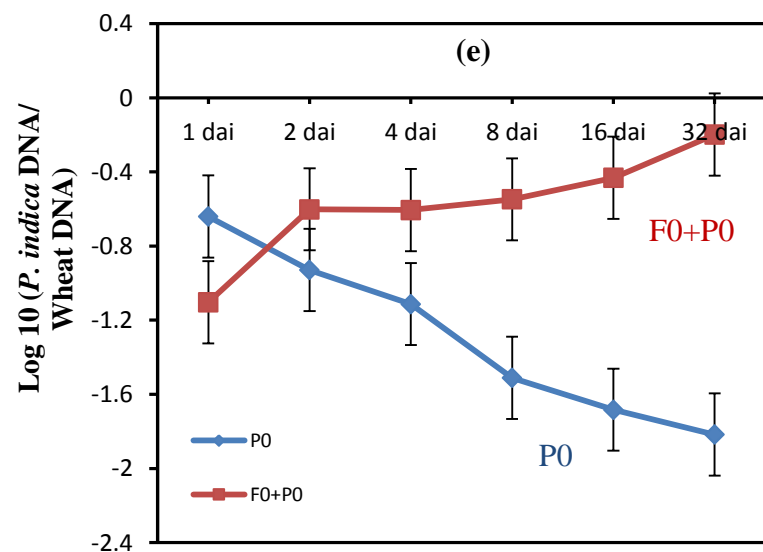 0.4
(e)
0
1 dai 2 dai 4 dai 8 dai 16 dai 32 dai
-0.4
F0+P0
-0.8
Log 10 (P. indica DNA/
Wheat DNA)
-1.2
-1.6
P0
P0
-2
F0+P0
-2.4